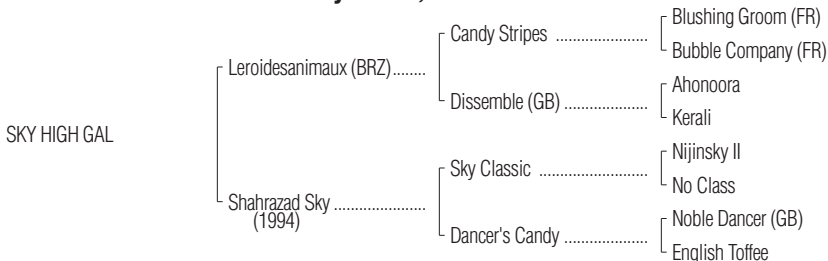 Blushing Groom (FR)
Candy Stripes ....................
Bubble Company (FR)
Leroidesanimaux (BRZ)........
Ahonoora
Dissemble (GB) ..................
Kerali
SKY HIGH GAL
Nijinsky II
Sky Classic .......................
No Class
Shahrazad Sky ......................
(1994)
Noble Dancer (GB)
Dancer's Candy ..................
English Toffee